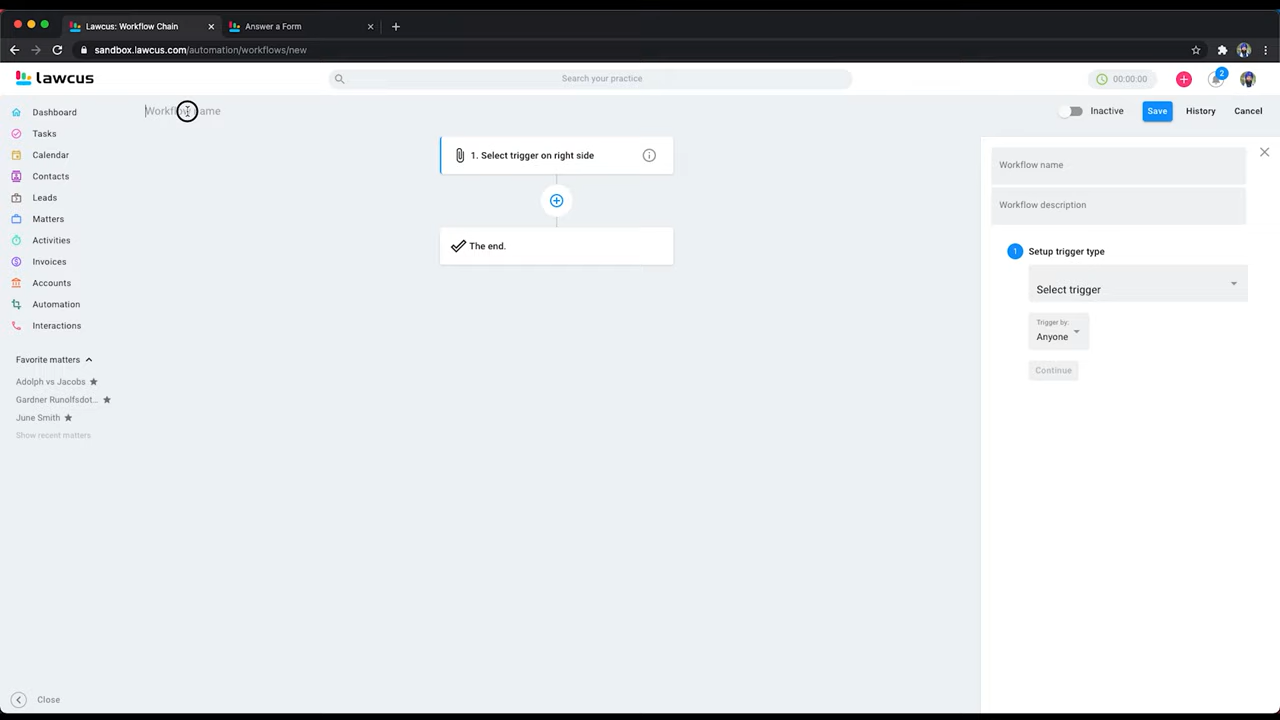 Lawcus: Workflow Chain
Answer a Form
sandbox.lawcus.com/automation/workflows/new
Lawcus
Search your practice
00:00:00
2
Dashboard
Tasks
Calendar
Contacts
Leads
Matters
Activities
Invoices
Accounts
Automation
Interactions
Favorite matters
Adolph vs Jacobs
Gardner Runolfsdot...
June Smith
Show recent matters
Close
Workflow name
Inactive
Save
History
Cancel
1. Select trigger on right side
The end.
Workflow name
Workflow description
1 Setup trigger type
Select trigger
Trigger by:
Anyone
Continue